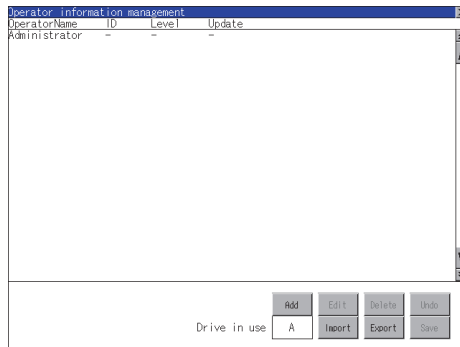 Operator information management
OperatorName ID Level Update
Administrator - - -
Add Edit Delete Undo
Drive in use A Import Export Save